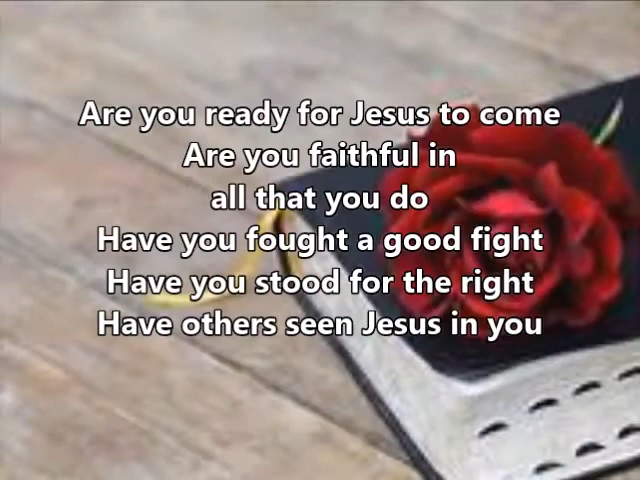 Are you ready for Jesus to come
Are you faithful in
all that you do
Have you fought a good fight
Have you stood for the right
Have others seen Jesus in you